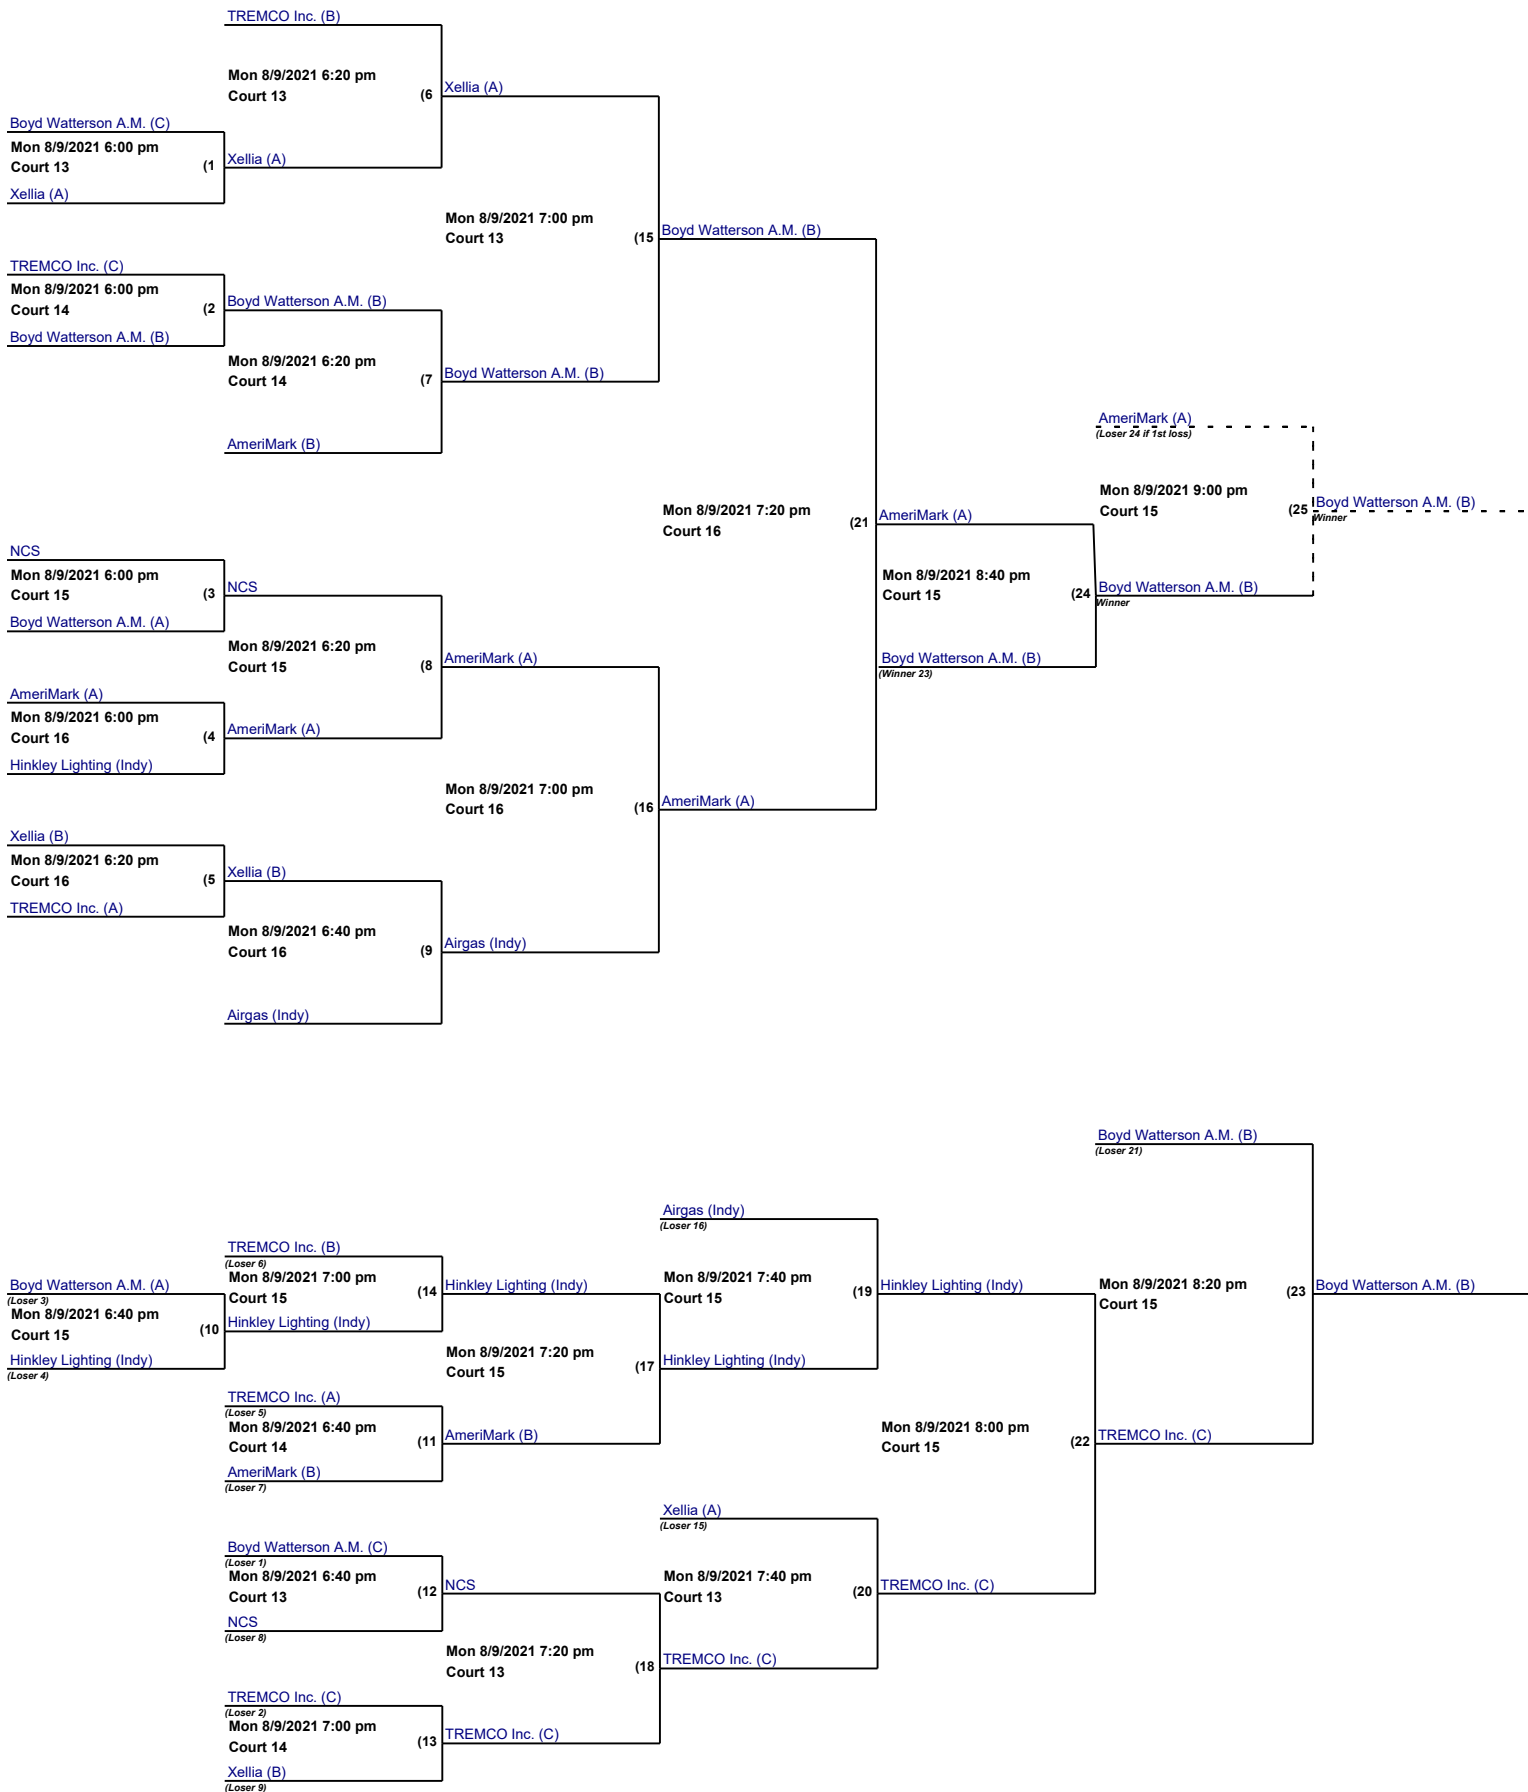 TREMCO Inc. (B)
Mon 8/9/2021 6:20 pm
Court 13
(6
Xellia (A)
Boyd Watterson A.M. (C)
Mon 8/9/2021 6:00 pm
Court 13
(1
Xellia (A)
Xellia (A)
Mon 8/9/2021 7:00 pm
Court 13
(15
Boyd Watterson A.M. (B)
TREMCO Inc. (C)
Mon 8/9/2021 6:00 pm
Court 14
(2
Boyd Watterson A.M. (B)
Boyd Watterson A.M. (B)
Mon 8/9/2021 6:20 pm
Court 14
(7
Boyd Watterson A.M. (B)
AmeriMark (B)
AmeriMark (A)
(Loser 24 if 1st loss)
Mon 8/9/2021 9:00 pm
Court 15
(25
Boyd Watterson A.M. (B)
Winner
Mon 8/9/2021 7:20 pm
Court 16
(21
AmeriMark (A)
NCS
Mon 8/9/2021 6:00 pm
Court 15
(3
NCS
Boyd Watterson A.M. (A)
Mon 8/9/2021 8:40 pm
Court 15
(24
Boyd Watterson A.M. (B)
Winner
Mon 8/9/2021 6:20 pm
Court 15
(8
AmeriMark (A)
Boyd Watterson A.M. (B)
(Winner 23)
AmeriMark (A)
Mon 8/9/2021 6:00 pm
Court 16
(4
AmeriMark (A)
Hinkley Lighting (Indy)
Mon 8/9/2021 7:00 pm
Court 16
(16
AmeriMark (A)
Xellia (B)
Mon 8/9/2021 6:20 pm
Court 16
(5
Xellia (B)
TREMCO Inc. (A)
Mon 8/9/2021 6:40 pm
Court 16
(9
Airgas (Indy)
Airgas (Indy)
Boyd Watterson A.M. (B)
(Loser 21)
Airgas (Indy)
(Loser 16)
TREMCO Inc. (B)
(Loser 6)
Mon 8/9/2021 7:00 pm
Court 15
(14
Hinkley Lighting (Indy)
Mon 8/9/2021 7:40 pm
Court 15
(19
Hinkley Lighting (Indy)
Mon 8/9/2021 8:20 pm
Court 15
(23
Boyd Watterson A.M. (B)
Boyd Watterson A.M. (A)
(Loser 3)
Mon 8/9/2021 6:40 pm
Court 15
(10
Hinkley Lighting (Indy)
Hinkley Lighting (Indy)
(Loser 4)
Mon 8/9/2021 7:20 pm
Court 15
(17
Hinkley Lighting (Indy)
TREMCO Inc. (A)
(Loser 5)
Mon 8/9/2021 6:40 pm
Court 14
(11
AmeriMark (B)
AmeriMark (B)
(Loser 7)
Mon 8/9/2021 8:00 pm
Court 15
(22
TREMCO Inc. (C)
Xellia (A)
(Loser 15)
Boyd Watterson A.M. (C)
(Loser 1)
Mon 8/9/2021 6:40 pm
Court 13
(12
NCS
NCS
(Loser 8)
Mon 8/9/2021 7:40 pm
Court 13
(20
TREMCO Inc. (C)
Mon 8/9/2021 7:20 pm
Court 13
(18
TREMCO Inc. (C)
TREMCO Inc. (C)
(Loser 2)
Mon 8/9/2021 7:00 pm
Court 14
(13
TREMCO Inc. (C)
Xellia (B)
(Loser 9)